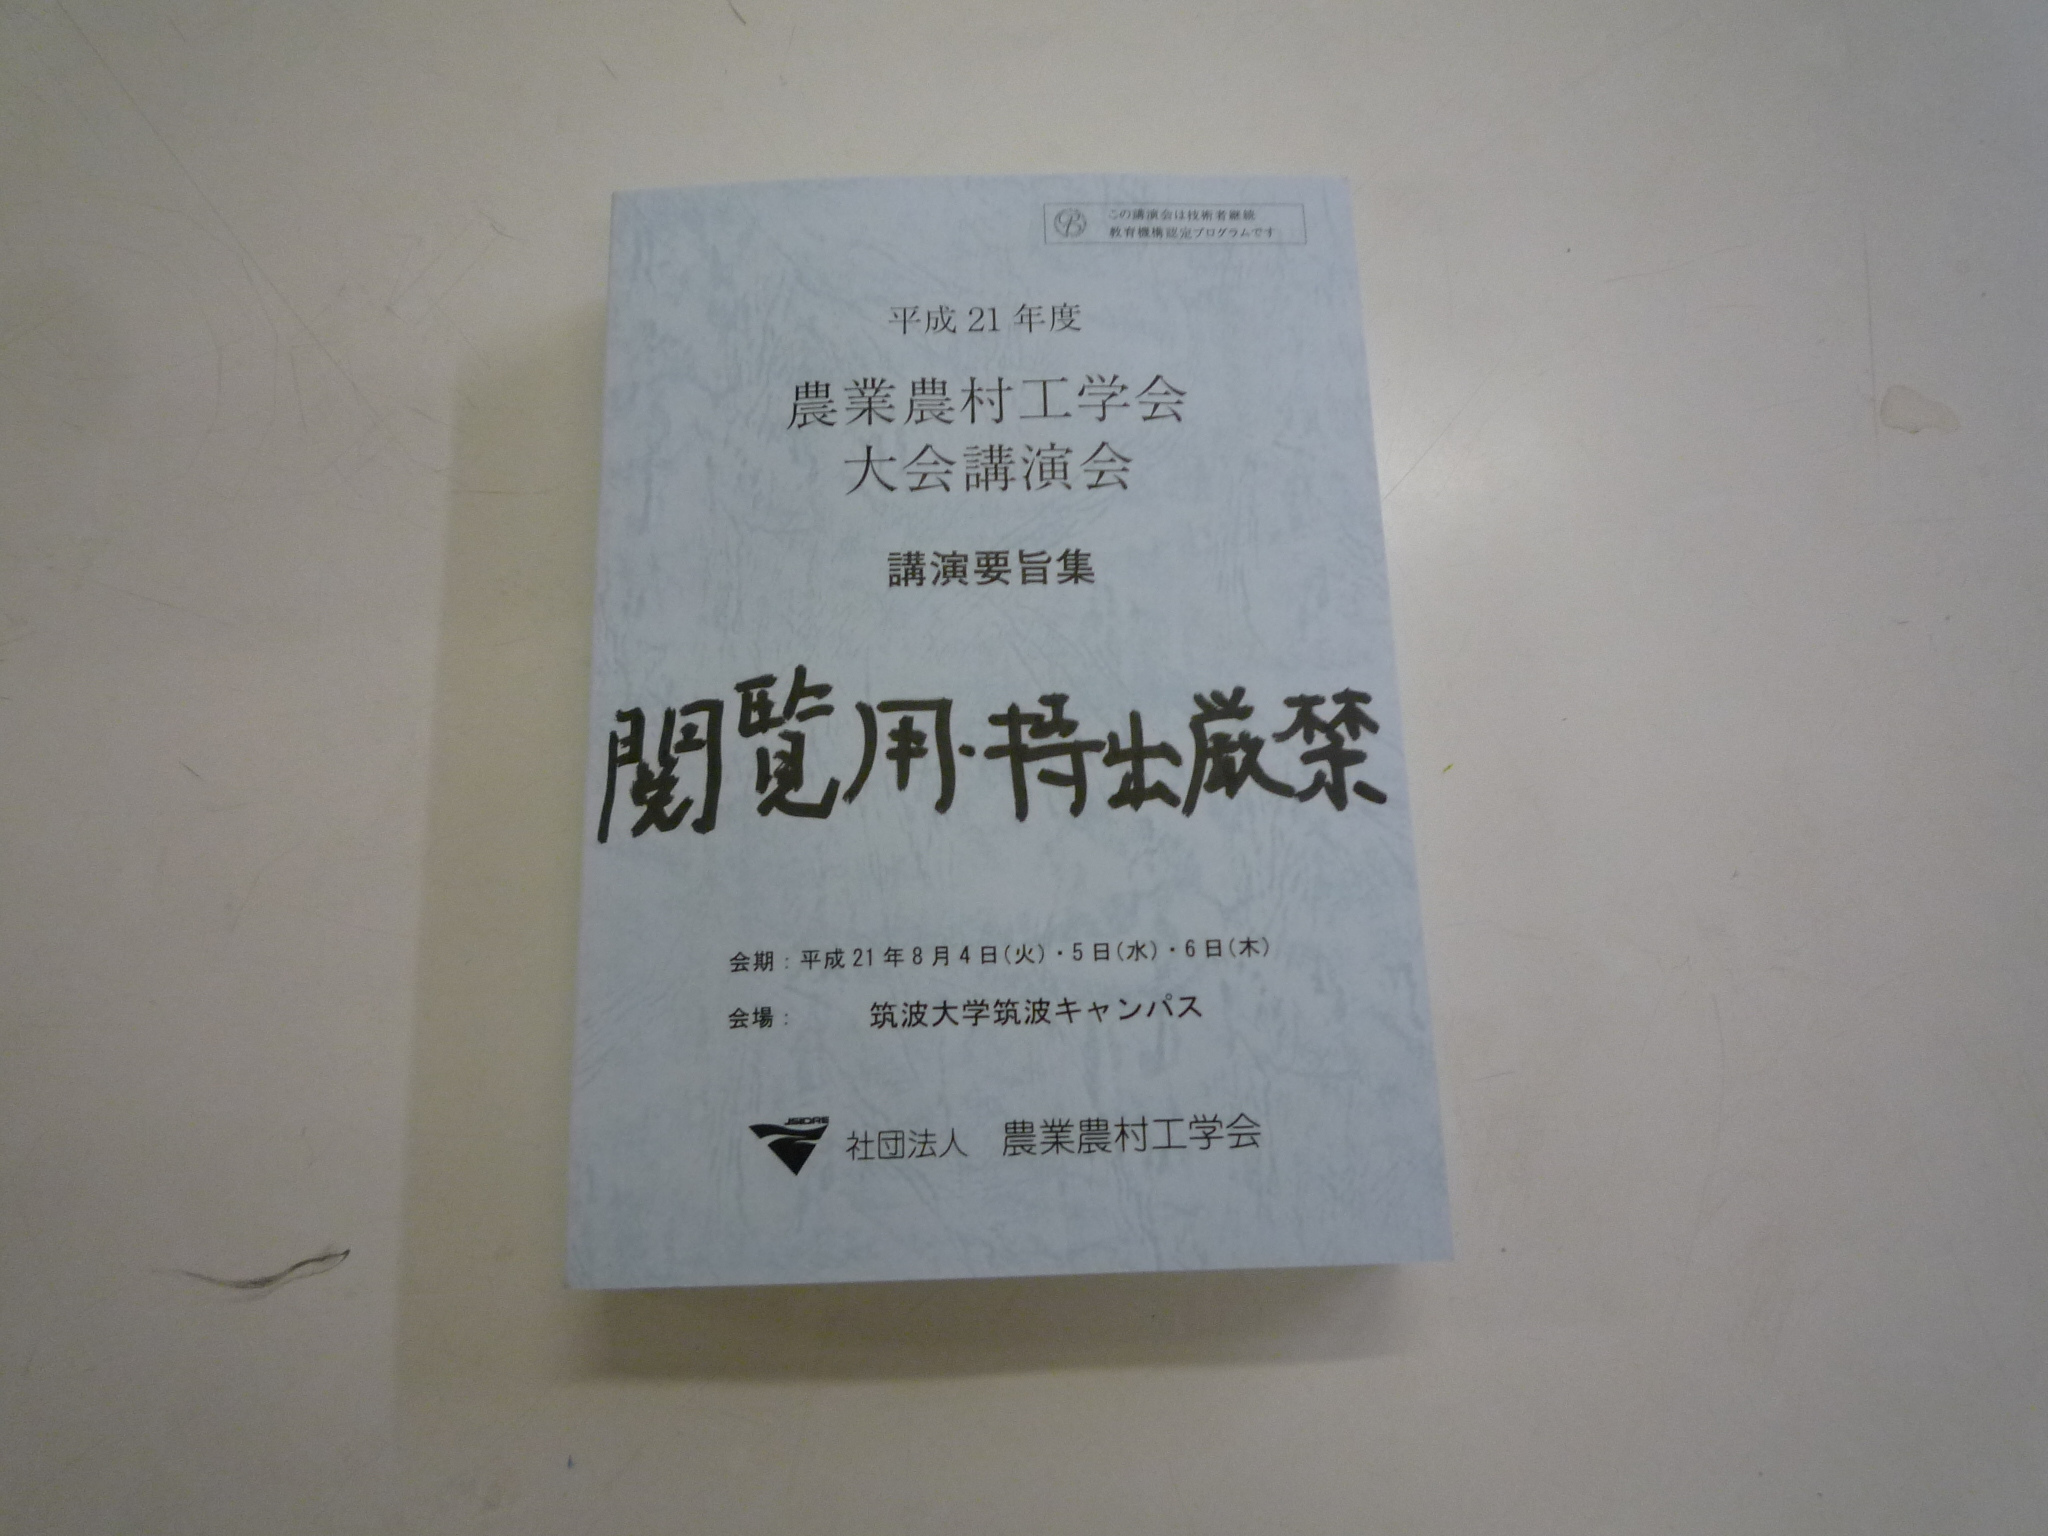 この講演会は技術者継続
教育機構認定プログラムです
平成 21 年度
農業農村工学会
大会講演会
講演要旨集
閲覧用・持出厳禁
会期：平成 21 年 8 月 4 日(火)・5 日(水)・6 日(木)
会場： 筑波大学筑波キャンパス
JSIDRE
社団法人 農業農村工学会